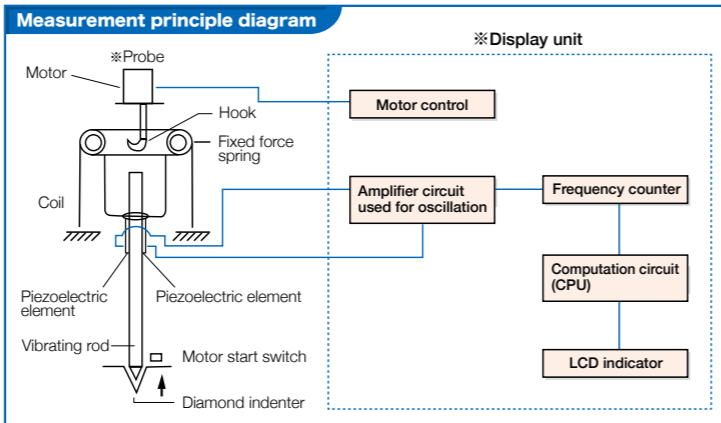 Measurement principle diagram
※Display unit
※Probe
Motor
Motor control
Hook
Fixed force
spring
Coil
Amplifier circuit
used for oscillation
Frequency counter
Computation circuit
(CPU)
Piezoelectric
element
Piezoelectric element
Vibrating rod
Motor start switch
LCD indicator
Diamond indenter